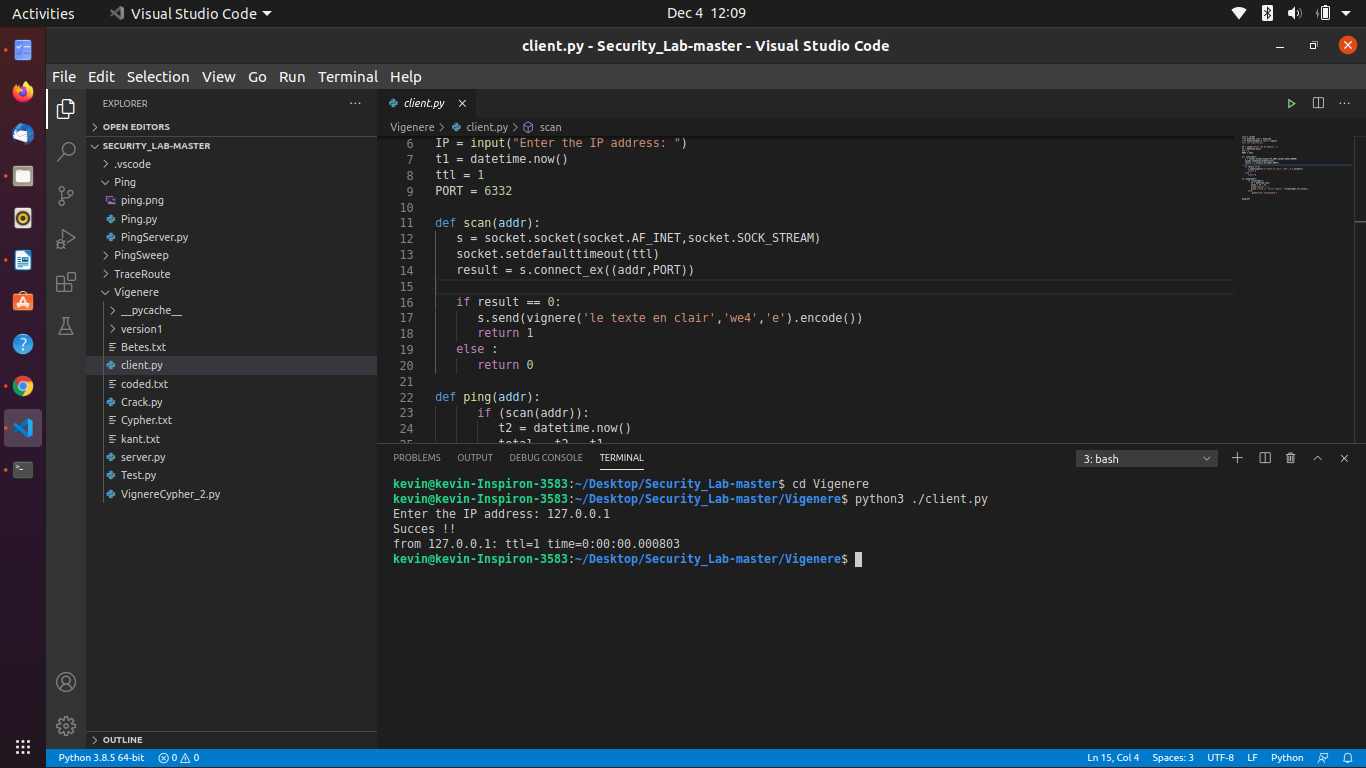 Activities
Visual Studio Code
Dec 4 12:09
client.py - Security_Lab-master - Visual Studio Code
File Edit Selection View Go Run Terminal Help
EXPLORER
OPEN EDITORS
SECURITY_LAB-MASTER
.vscode
Ping
ping.png
Ping.py
PingServer.py
PingSweep
TraceRoute
Vigenere
__pycache__
version1
Betes.txt
client.py
coded.txt
Crack.py
Cypher.txt
kant.txt
server.py
Test.py
VignereCypher_2.py
OUTLINE
client.py
Vigenere > client.py > scan
6 IP = input("Enter the IP address: ")
7 t1 = datetime.now()
8 ttl = 1
9 PORT = 6332
10
11 def scan(addr):
12 s = socket.socket(socket.AF_INET,socket.SOCK_STREAM)
13 socket.setdefaulttimeout(ttl)
14 result = s.connect_ex((addr,PORT))
15
16 if result == 0:
17 s.send(vignere('le texte en clair','we4','e').encode())
18 return 1
19 else :
20 return 0
21
22 def ping(addr):
23 if (scan(addr)):
24 t2 = datetime.now()
25 total = t2 - t1
PROBLEMS OUTPUT DEBUG CONSOLE TERMINAL
3: bash
kevin@kevin-Inspiron-3583:~/Desktop/Security_Lab-master$ cd Vigenere
kevin@kevin-Inspiron-3583:~/Desktop/Security_Lab-master/Vigenere$ python3 ./client.py
Enter the IP address: 127.0.0.1
Succes !!
from 127.0.0.1: ttl=1 time=0:00:00.000803
kevin@kevin-Inspiron-3583:~/Desktop/Security_Lab-master/Vigenere$
Python 3.8.5 64-bit
0 0
Ln 15, Col 4
Spaces: 3
UTF-8
LF
Python